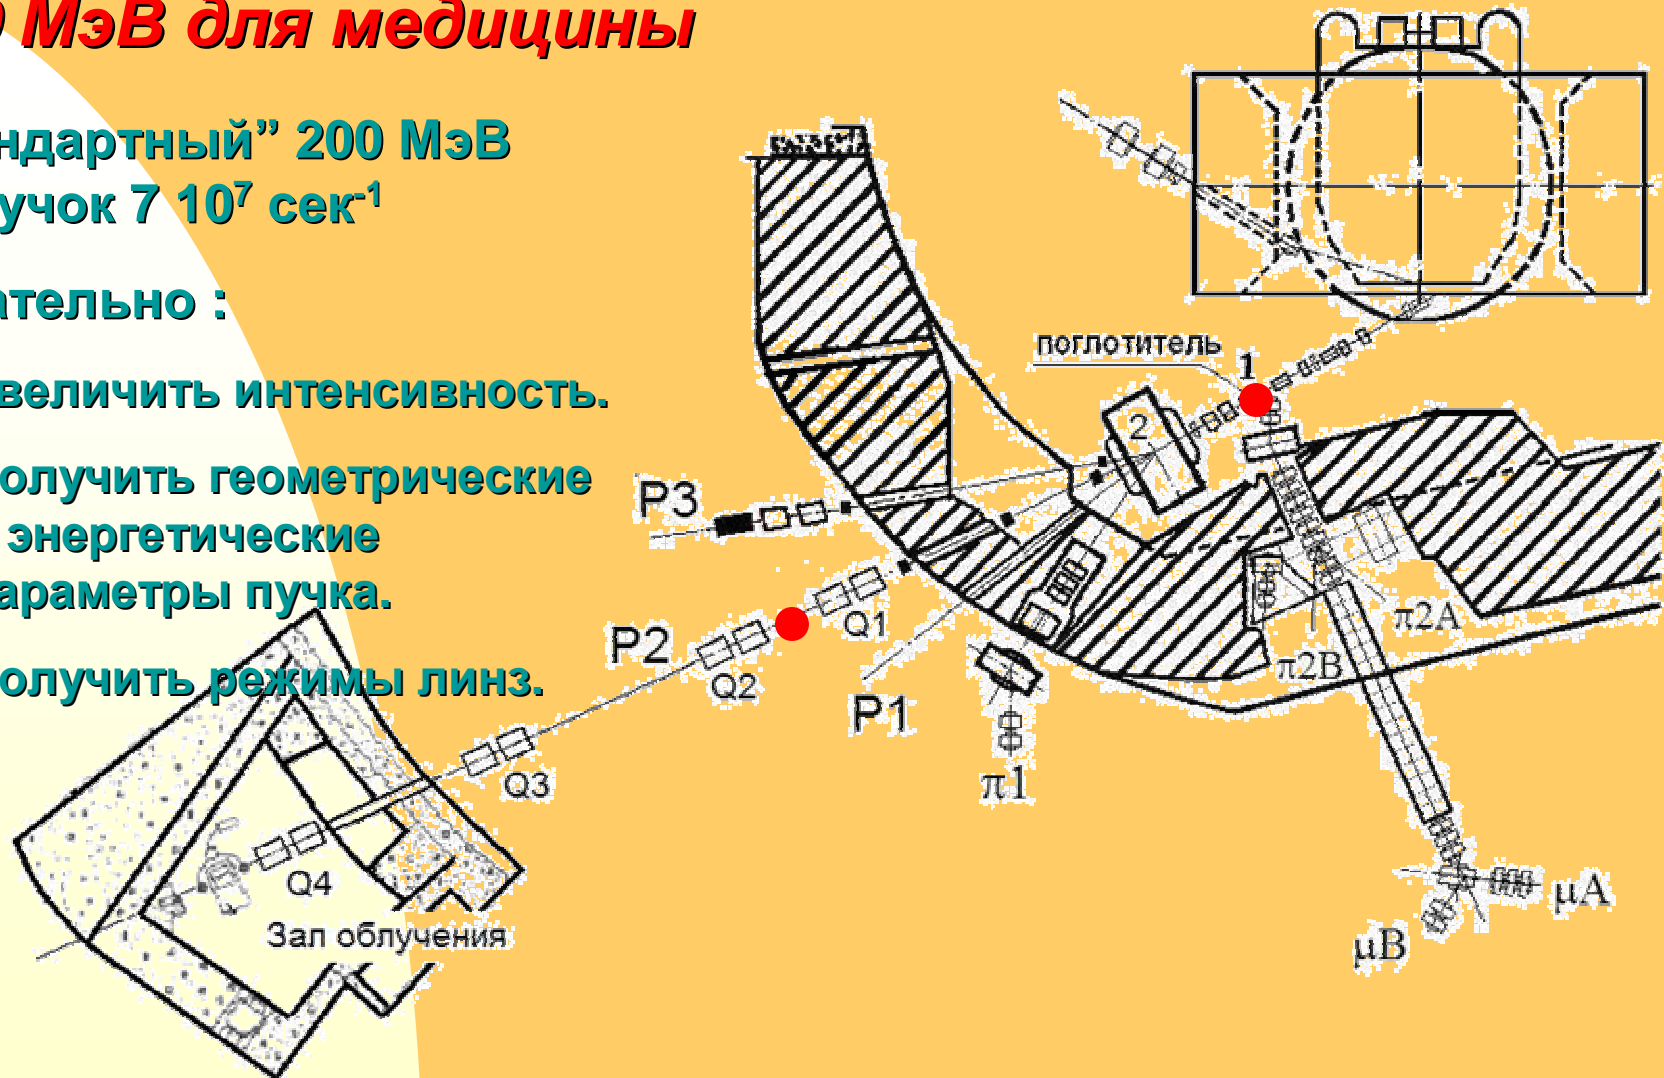 МэВ для медицины
ндартный” 200 МэВ
учок 7 10⁷ сек⁻¹
ательно :
величить интенсивность.
олучить геометрические
энергетические
араметры пучка.
олучить режимы линз.
поглотитель
1
2
P3
P2
Q1
Q2
P1
Q3
π1
Q4
Зал облучения
π2A
π2B
μA
μB